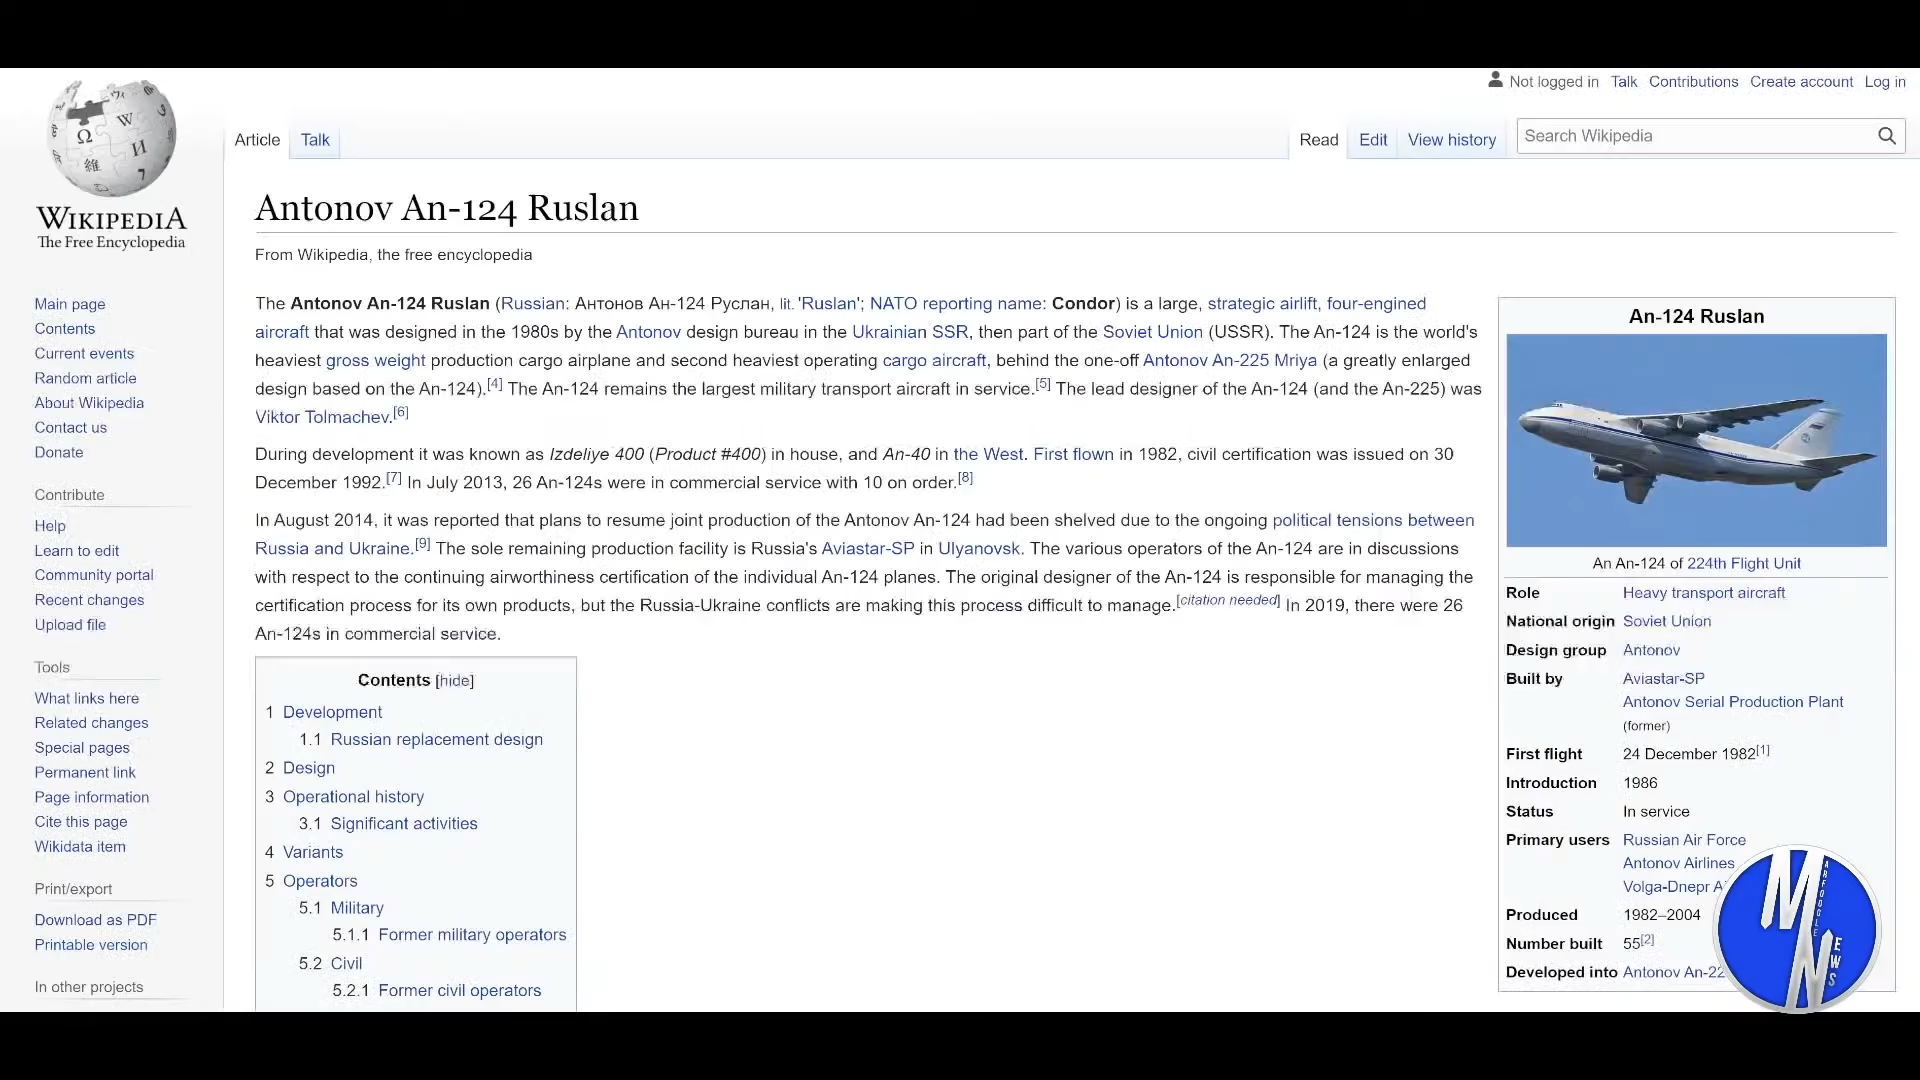 Not logged in Talk Contributions Create account Log in
Article Talk Read Edit View history Search Wikipedia
WIKIPEDIA
The Free Encyclopedia
Main page
Contents
Current events
Random article
About Wikipedia
Contact us
Donate
Contribute
Help
Learn to edit
Community portal
Recent changes
Upload file
Tools
What links here
Related changes
Special pages
Permanent link
Page information
Cite this page
Wikidata item
Print/export
Download as PDF
Printable version
In other projects
Antonov An-124 Ruslan
From Wikipedia, the free encyclopedia
The Antonov An-124 Ruslan (Russian: Антонов Ан-124 Руслан, lit. 'Ruslan'; NATO reporting name: Condor) is a large, strategic airlift, four-engined
aircraft that was designed in the 1980s by the Antonov design bureau in the Ukrainian SSR, then part of the Soviet Union (USSR). The An-124 is the world's
heaviest gross weight production cargo airplane and second heaviest operating cargo aircraft, behind the one-off Antonov An-225 Mriya (a greatly enlarged
design based on the An-124).[4] The An-124 remains the largest military transport aircraft in service.[5] The lead designer of the An-124 (and the An-225) was
Viktor Tolmachev.[6]
During development it was known as Izdeliye 400 (Product #400) in house, and An-40 in the West. First flown in 1982, civil certification was issued on 30
December 1992.[7] In July 2013, 26 An-124s were in commercial service with 10 on order.[8]
In August 2014, it was reported that plans to resume joint production of the Antonov An-124 had been shelved due to the ongoing political tensions between
Russia and Ukraine.[9] The sole remaining production facility is Russia's Aviastar-SP in Ulyanovsk. The various operators of the An-124 are in discussions
with respect to the continuing airworthiness certification of the individual An-124 planes. The original designer of the An-124 is responsible for managing the
certification process for its own products, but the Russia-Ukraine conflicts are making this process difficult to manage.[citation needed] In 2019, there were 26
An-124s in commercial service.
Contents [hide]
1 Development
1.1 Russian replacement design
2 Design
3 Operational history
3.1 Significant activities
4 Variants
5 Operators
5.1 Military
5.1.1 Former military operators
5.2 Civil
5.2.1 Former civil operators
An-124 Ruslan
An An-124 of 224th Flight Unit
Role Heavy transport aircraft
National origin Soviet Union
Design group Antonov
Built by Aviastar-SP
Antonov Serial Production Plant
(former)
First flight 24 December 1982[1]
Introduction 1986
Status In service
Primary users Russian Air Force
Antonov Airlines
Volga-Dnepr A
Produced 1982–2004
Number built 55[2]
Developed into Antonov An-22
MARFOOGLE
NEWS